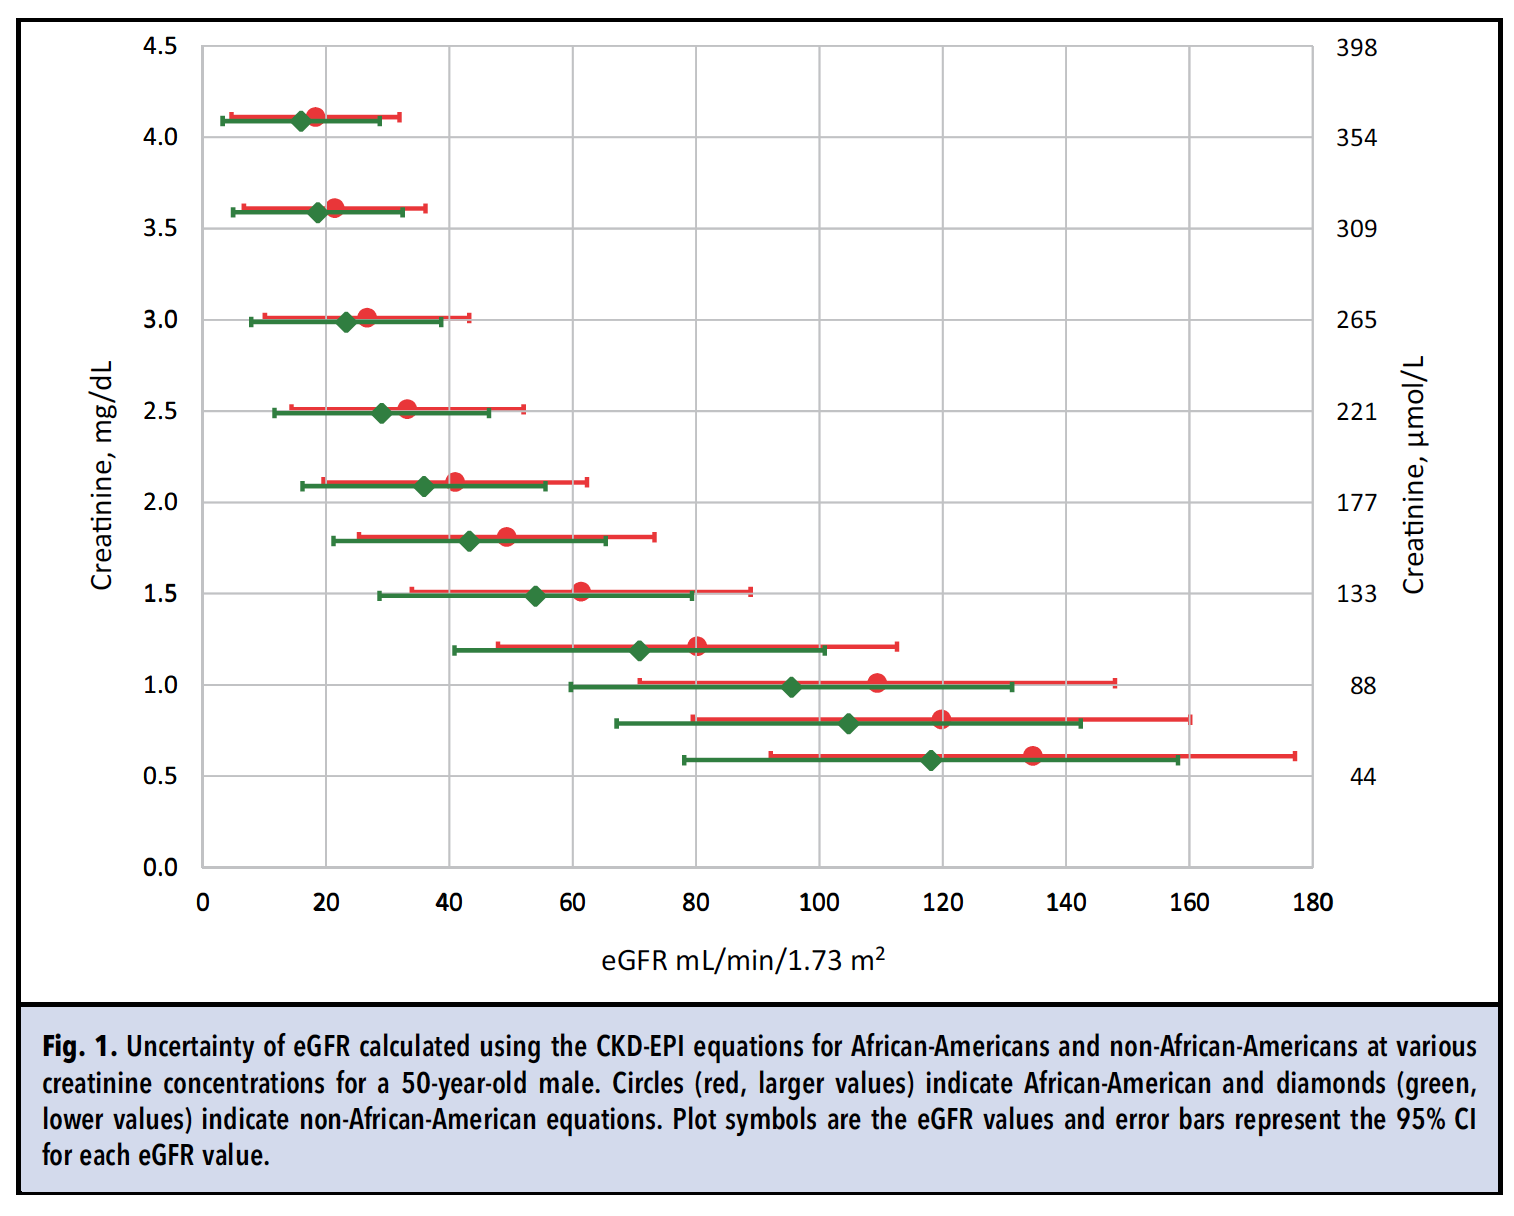 4.5
398
4.0
354
3.5
309
3.0
265
2.5
221
2.0
177
1.5
133
1.0
88
0.5
44
0.0
Creatinine, mg/dL
Creatinine, µmol/L
0 20 40 60 80 100 120 140 160 180
eGFR mL/min/1.73 m²
Fig. 1. Uncertainty of eGFR calculated using the CKD-EPI equations for African-Americans and non-African-Americans at various
creatinine concentrations for a 50-year-old male. Circles (red, larger values) indicate African-American and diamonds (green,
lower values) indicate non-African-American equations. Plot symbols are the eGFR values and error bars represent the 95% CI
for each eGFR value.